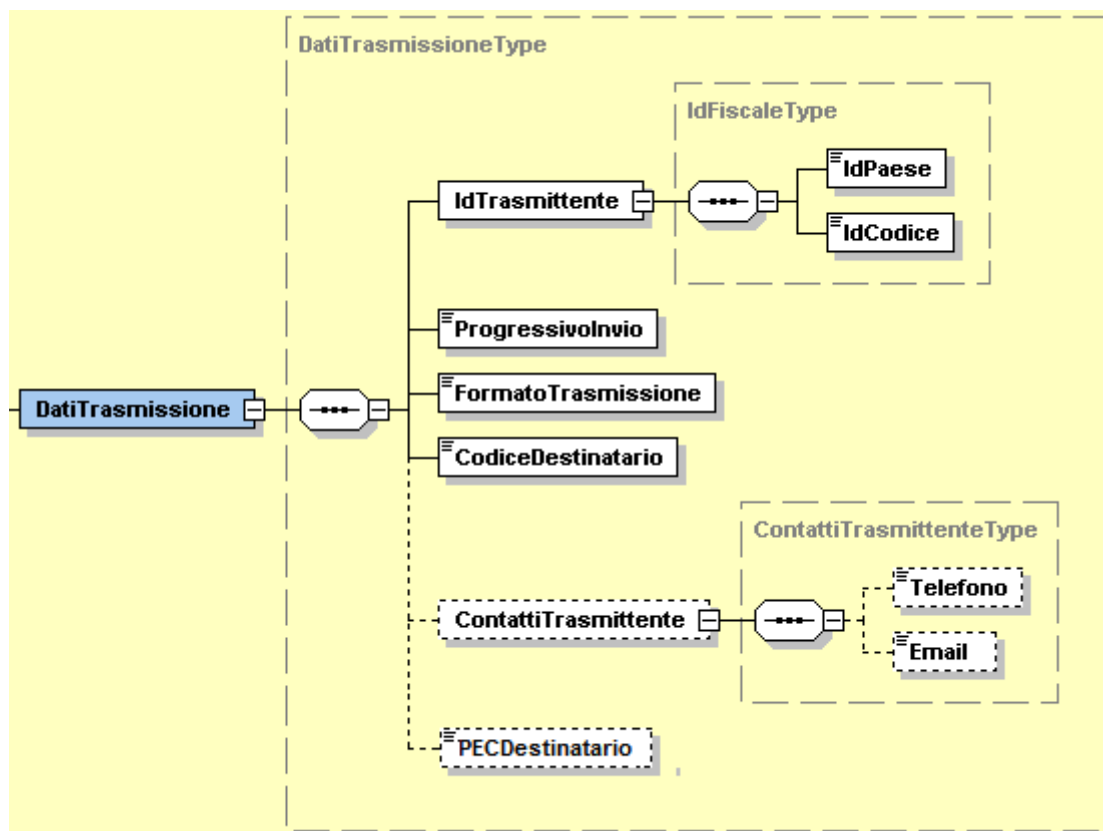 DatiTrasmissioneType
IdFiscaleType
IdPaese
IdTrasmittente
IdCodice
ProgressivoInvio
FormatoTrasmissione
DatiTrasmissione
CodiceDestinatario
ContattiTrasmittenteType
Telefono
ContattiTrasmittente
Email
PECDestinatario